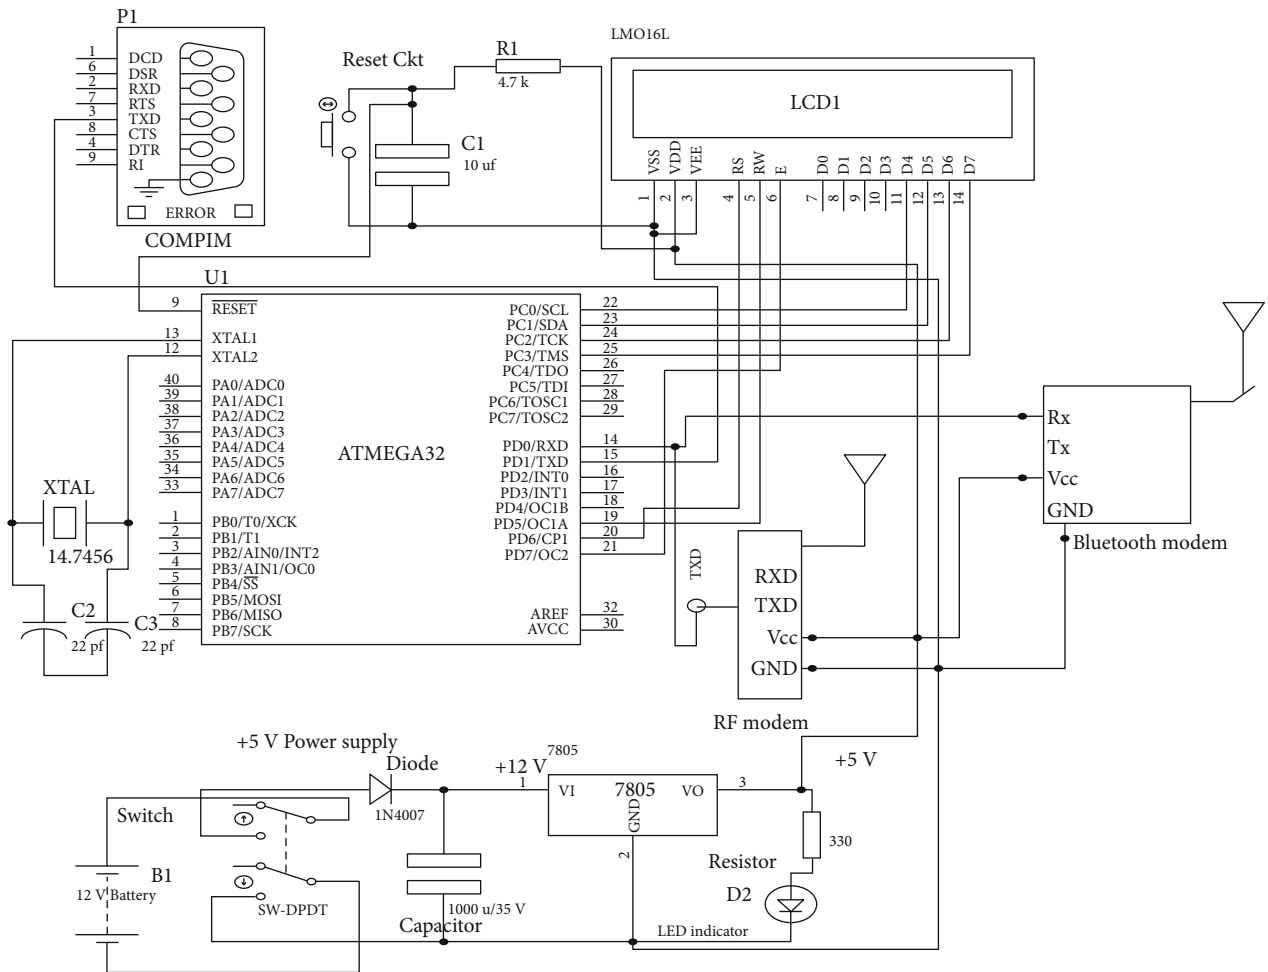 P1
1 DCD
6 DSR
2 RXD
7 RTS
3 TXD
8 CTS
4 DTR
9 RI
ERROR
COMPIM
Reset Ckt
R1
4.7 k
C1
10 uf
LMO16L
LCD1
VSS VDD VEE RS RW E D0 D1 D2 D3 D4 D5 D6 D7
1 2 3 4 5 6 7 8 9 10 11 12 13 14
U1
ATMEGA32
9 RESET
13 XTAL1
12 XTAL2
40 PA0/ADC0
39 PA1/ADC1
38 PA2/ADC2
37 PA3/ADC3
36 PA4/ADC4
35 PA5/ADC5
34 PA6/ADC6
33 PA7/ADC7
1 PB0/T0/XCK
2 PB1/T1
3 PB2/AIN0/INT2
4 PB3/AIN1/OC0
5 PB4/SS
6 PB5/MOSI
7 PB6/MISO
8 PB7/SCK
PC0/SCL 22
PC1/SDA 23
PC2/TCK 24
PC3/TMS 25
PC4/TDO 26
PC5/TDI 27
PC6/TOSC1 28
PC7/TOSC2 29
PD0/RXD 14
PD1/TXD 15
PD2/INT0 16
PD3/INT1 17
PD4/OC1B 18
PD5/OC1A 19
PD6/CP1 20
PD7/OC2 21
AREF 32
AVCC 30
XTAL
14.7456
C2
22 pf
C3
22 pf
TXD
RXD
TXD
Vcc
GND
RF modem
Rx
Tx
Vcc
GND
Bluetooth modem
+5 V Power supply
Diode
1N4007
+12 V
7805
1 VI 7805 VO 3
GND
2
+5 V
Switch
B1
12 V Battery
SW-DPDT
1000 u/35 V
Capacitor
330
Resistor
D2
LED indicator